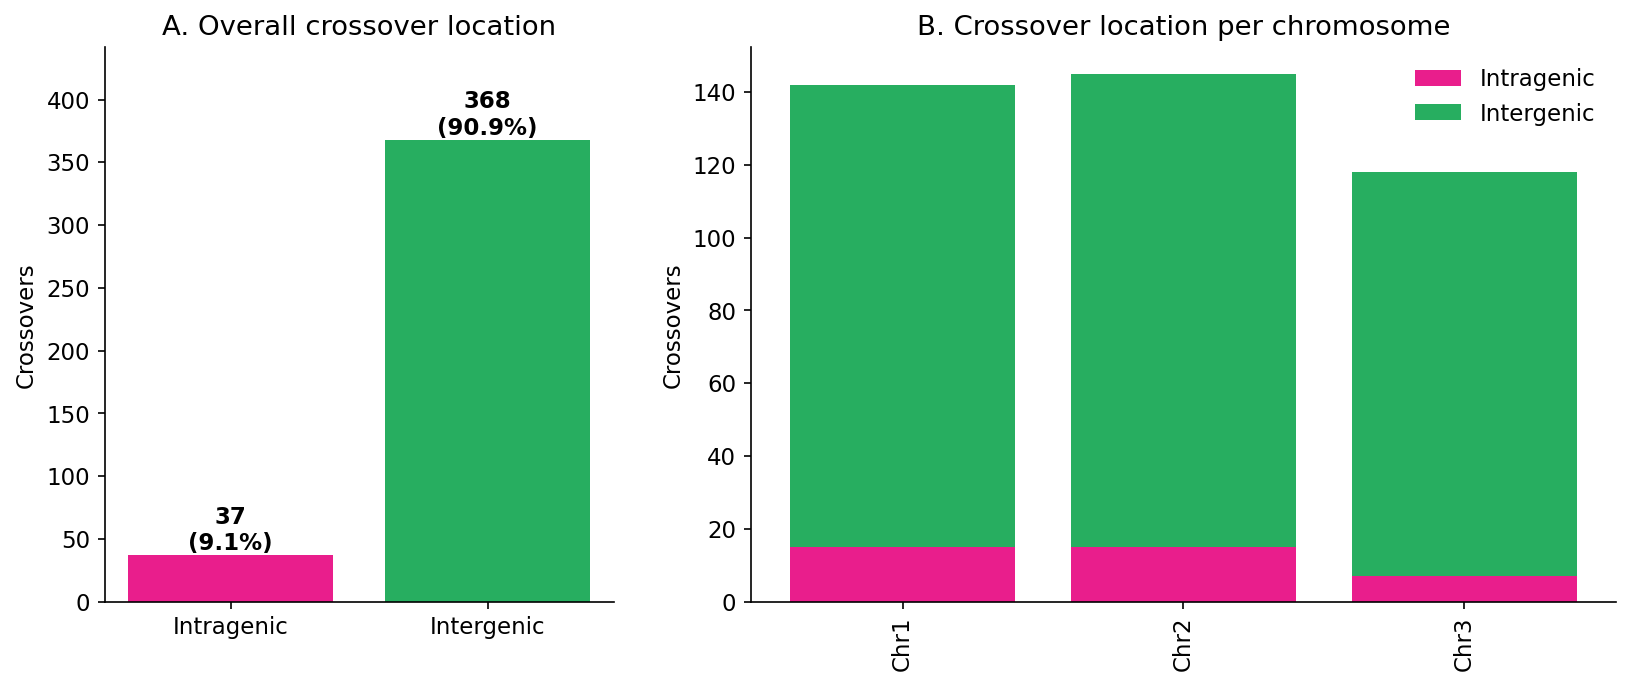 A. Overall crossover location
Crossovers
400
350
300
250
200
150
100
50
0
368
(90.9%)
37
(9.1%)
Intragenic
Intergenic
B. Crossover location per chromosome
Crossovers
140
120
100
80
60
40
20
0
Intragenic
Intergenic
Chr1
Chr2
Chr3